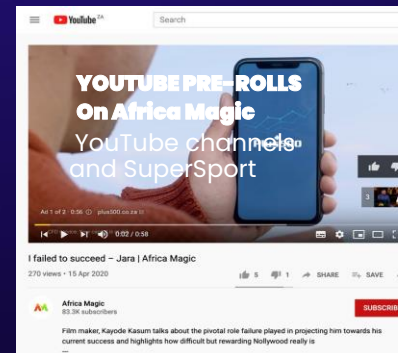 YouTube ZA
Search
YOUTUBE PRE-ROLLS
On Africa Magic
YouTube channels
and SuperSport
3
Ad 1 of 2 · 0:56
plus500.co.za
0:02 / 0:58
I failed to succeed – Jara | Africa Magic
270 views • 15 Apr 2020
5
1
SHARE
SAVE
Africa Magic
83.3K subscribers
SUBSCRIB
Film maker, Kayode Kasum talks about the pivotal role failure played in projecting him towards his
current success and highlights how difficult but rewarding Nollywood really is